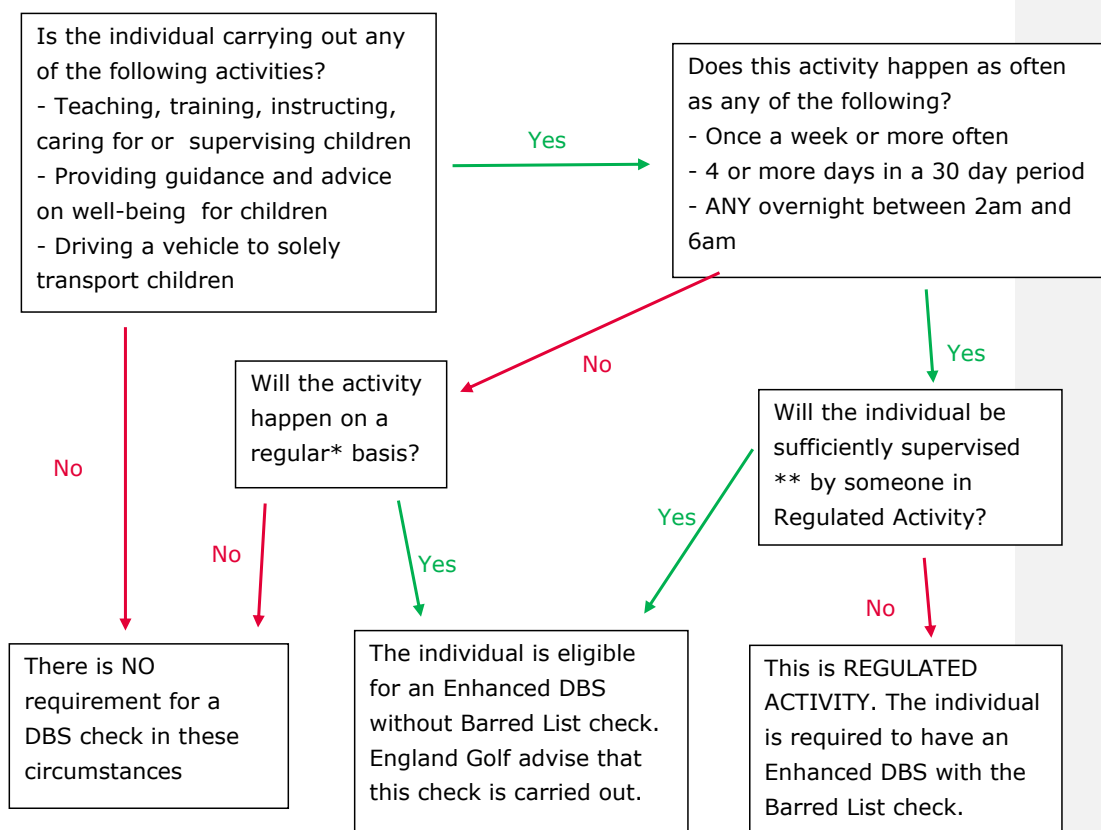 Is the individual carrying out any
of the following activities?
- Teaching, training, instructing,
caring for or  supervising children
- Providing guidance and advice
on well-being  for children
- Driving a vehicle to solely
transport children
Yes
Does this activity happen as often
as any of the following?
- Once a week or more often
- 4 or more days in a 30 day period
- ANY overnight between 2am and
6am
No
Will the activity
happen on a
regular* basis?
No
Yes
Will the individual be
sufficiently supervised
** by someone in
Regulated Activity?
No
Yes
Yes
No
There is NO
requirement for a
DBS check in these
circumstances
The individual is eligible
for an Enhanced DBS
without Barred List check.
England Golf advise that
this check is carried out.
This is REGULATED
ACTIVITY. The individual
is required to have an
Enhanced DBS with the
Barred List check.